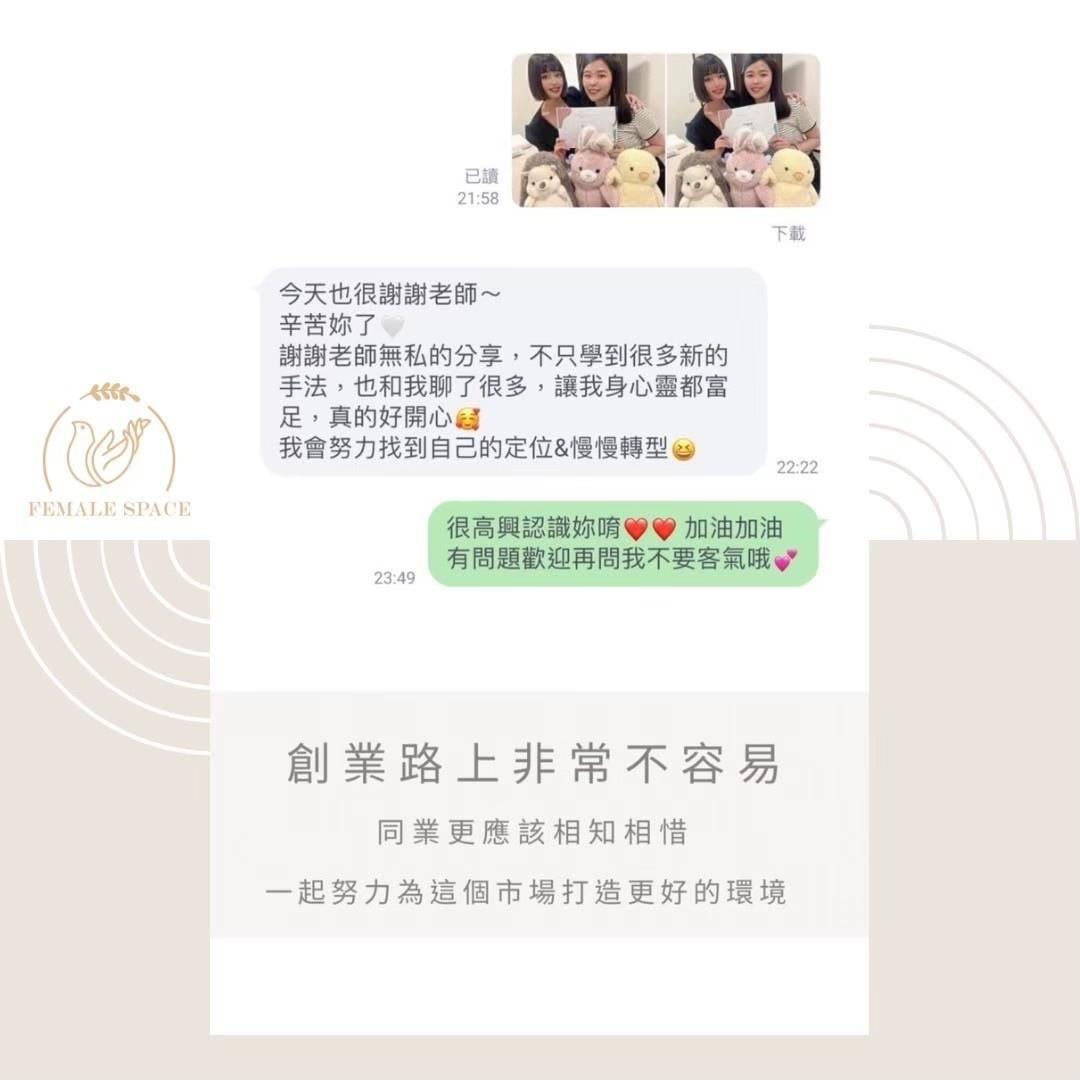 已讀
21:58
下載
今天也很謝謝老師～
辛苦妳了🤍
謝謝老師無私的分享，不只學到很多新的
手法，也和我聊了很多，讓我身心靈都富
足，真的好開心🥰
我會努力找到自己的定位&慢慢轉型😆
22:22
很高興認識妳唷❤️❤️ 加油加油
有問題歡迎再問我不要客氣哦💕
23:49
FEMALE SPACE
創業路上非常不容易
同業更應該相知相惜
一起努力為這個市場打造更好的環境